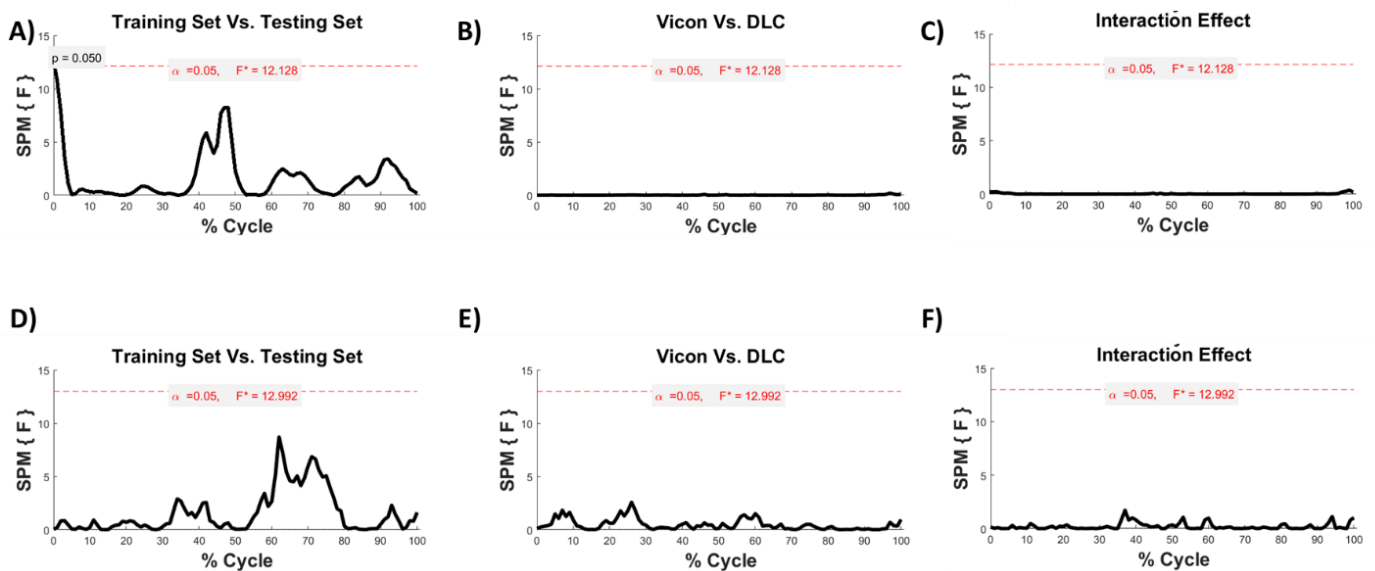 A)
Training Set Vs. Testing Set
15
p = 0.050
α =0.05, F* = 12.128
10
5
0
SPM { F }
0 10 20 30 40 50 60 70 80 90 100
% Cycle
B)
Vicon Vs. DLC
15
α =0.05, F* = 12.128
10
5
0
SPM { F }
0 10 20 30 40 50 60 70 80 90 100
% Cycle
C)
Interaction Effect
15
α =0.05, F* = 12.128
10
5
0
SPM { F }
0 10 20 30 40 50 60 70 80 90 100
% Cycle
D)
Training Set Vs. Testing Set
15
α =0.05, F* = 12.992
10
5
0
SPM { F }
0 10 20 30 40 50 60 70 80 90 100
% Cycle
E)
Vicon Vs. DLC
15
α =0.05, F* = 12.992
10
5
0
SPM { F }
0 10 20 30 40 50 60 70 80 90 100
% Cycle
F)
Interaction Effect
15
α =0.05, F* = 12.992
10
5
0
SPM { F }
0 10 20 30 40 50 60 70 80 90 100
% Cycle